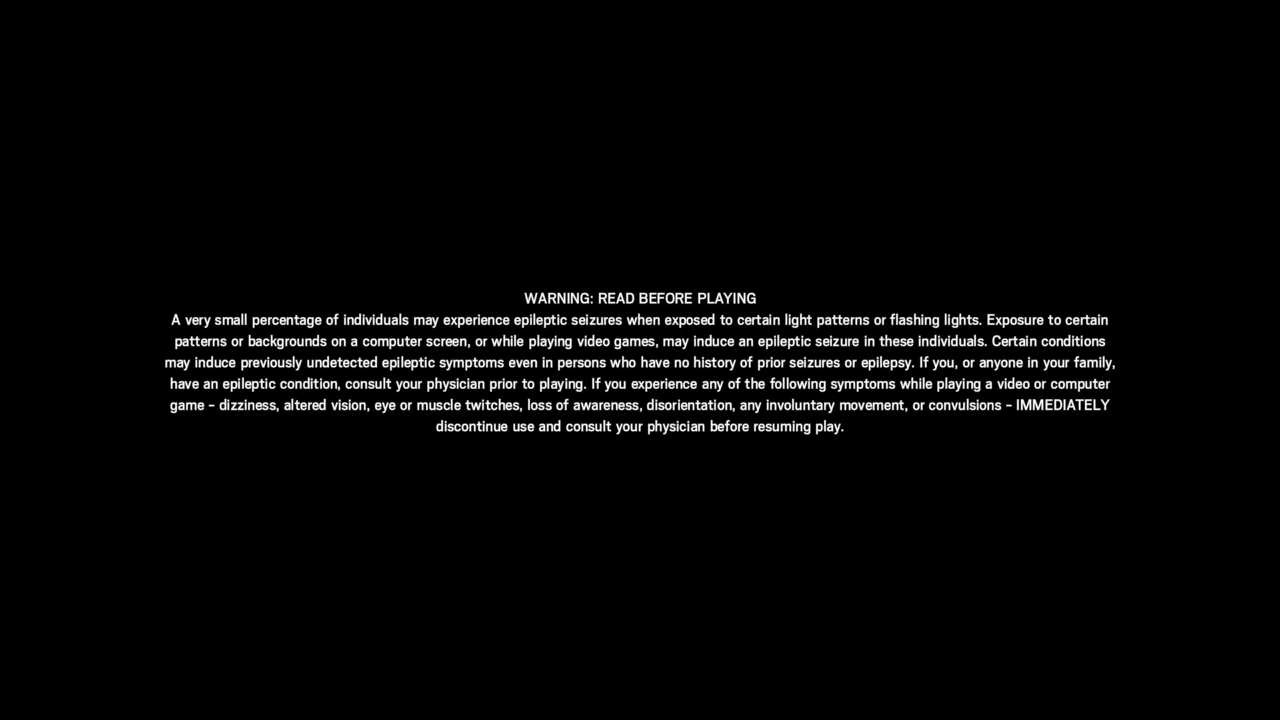 WARNING: READ BEFORE PLAYING
A very small percentage of individuals may experience epileptic seizures when exposed to certain light patterns or flashing lights. Exposure to certain
patterns or backgrounds on a computer screen, or while playing video games, may induce an epileptic seizure in these individuals. Certain conditions
may induce previously undetected epileptic symptoms even in persons who have no history of prior seizures or epilepsy. If you, or anyone in your family,
have an epileptic condition, consult your physician prior to playing. If you experience any of the following symptoms while playing a video or computer
game – dizziness, altered vision, eye or muscle twitches, loss of awareness, disorientation, any involuntary movement, or convulsions – IMMEDIATELY
discontinue use and consult your physician before resuming play.